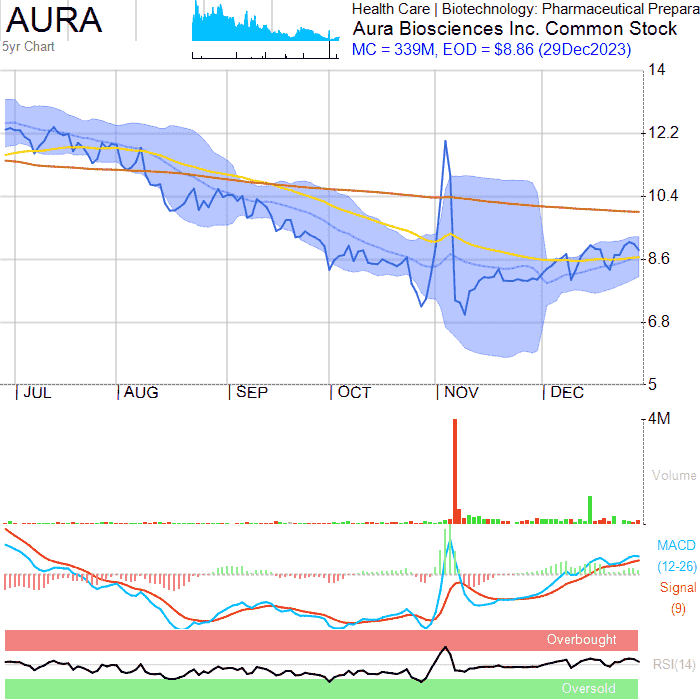 AURA
5yr Chart
Health Care | Biotechnology: Pharmaceutical Prepara
Aura Biosciences Inc. Common Stock
MC = 339M, EOD = $8.86 (29Dec2023)
14
12.2
10.4
8.6
6.8
5
JUL
AUG
SEP
OCT
NOV
DEC
4M
Volume
MACD
(12-26)
Signal
(9)
Overbought
RSI(14)
Oversold